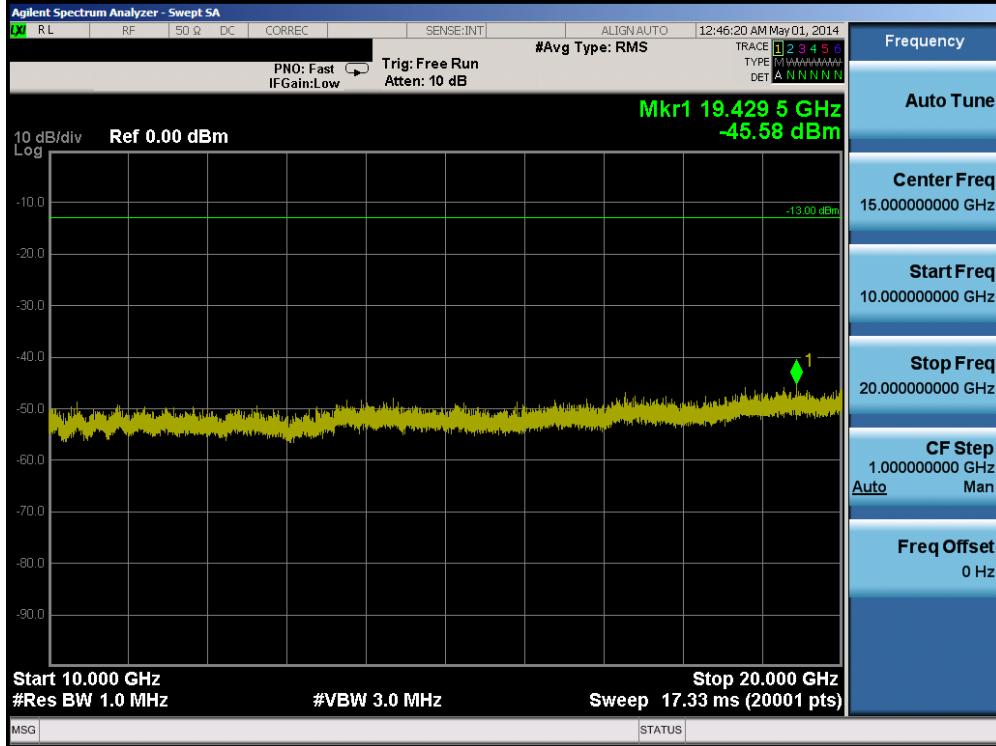 Agilent Spectrum Analyzer - Swept SA
LXI RL RF 50 Ω DC CORREC SENSE:INT ALIGN AUTO 12:46:20 AM May 01, 2014
PNO: Fast
IFGain:Low
Trig: Free Run
Atten: 10 dB
#Avg Type: RMS
TRACE 1 2 3 4 5 6
TYPE
DET A N N N N N
Mkr1 19.429 5 GHz
-45.58 dBm
10 dB/div Ref 0.00 dBm
Log
-10.0
-13.00 dBm
-20.0
-30.0
-40.0
1
-50.0
-60.0
-70.0
-80.0
-90.0
Start 10.000 GHz Stop 20.000 GHz
#Res BW 1.0 MHz #VBW 3.0 MHz Sweep 17.33 ms (20001 pts)
MSG STATUS
Frequency
Auto Tune
Center Freq
15.000000000 GHz
Start Freq
10.000000000 GHz
Stop Freq
20.000000000 GHz
CF Step
1.000000000 GHz
Auto Man
Freq Offset
0 Hz